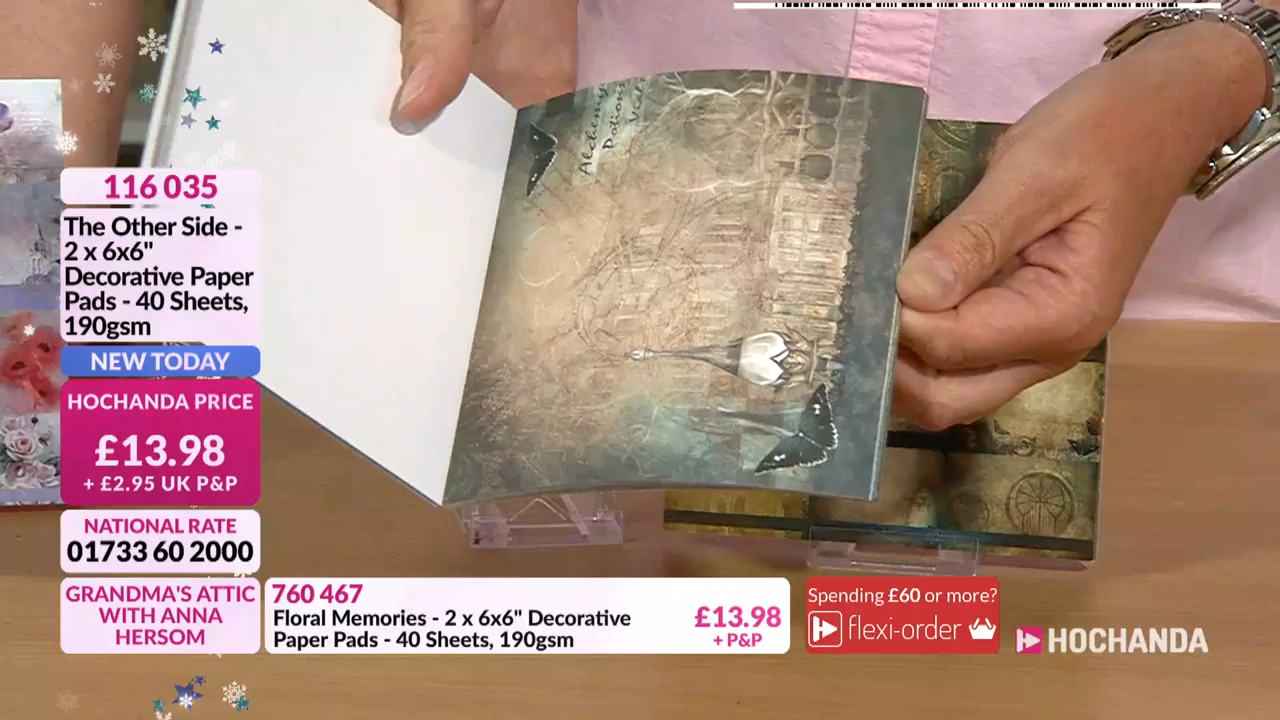 116 035
The Other Side -
2 x 6x6"
Decorative Paper
Pads - 40 Sheets,
190gsm
NEW TODAY
HOCHANDA PRICE
£13.98
+ £2.95 UK P&P
NATIONAL RATE
01733 60 2000
GRANDMA'S ATTIC
WITH ANNA
HERSOM
760 467
Floral Memories - 2 x 6x6" Decorative
Paper Pads - 40 Sheets, 190gsm
£13.98
+ P&P
Spending £60 or more?
flexi-order
HOCHANDA
Alchemy
Potions